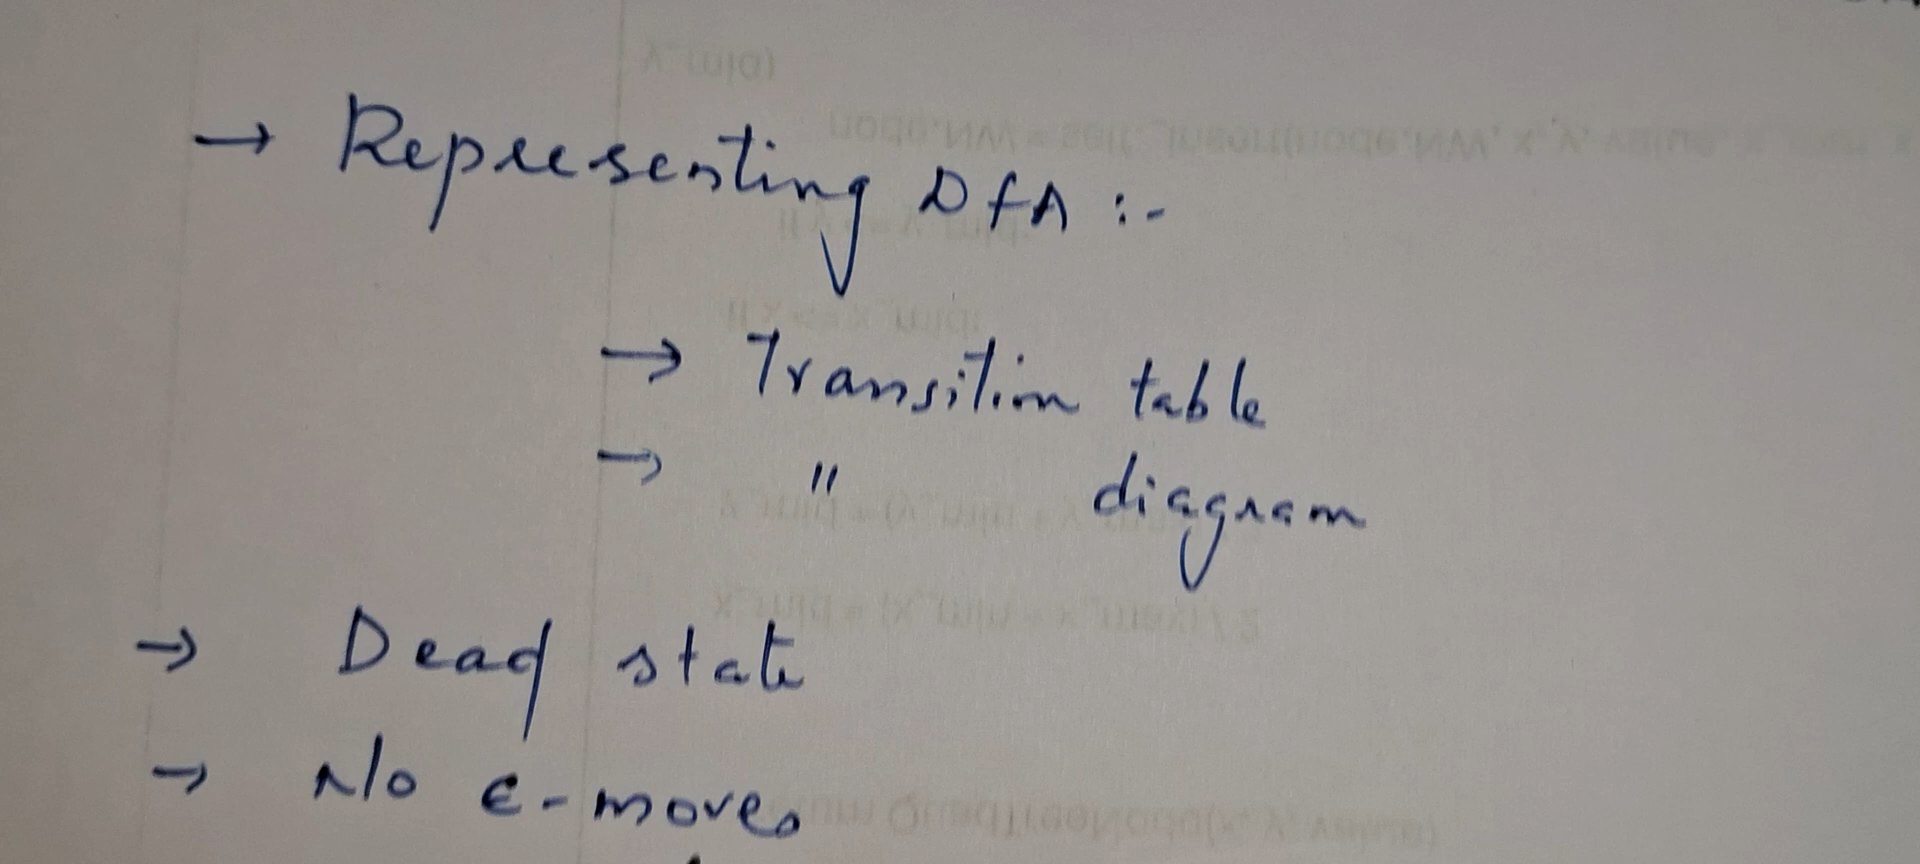 → Representing DFA :-
→ Transition table
→ " diagram
→ Dead state
→ No ε-moves